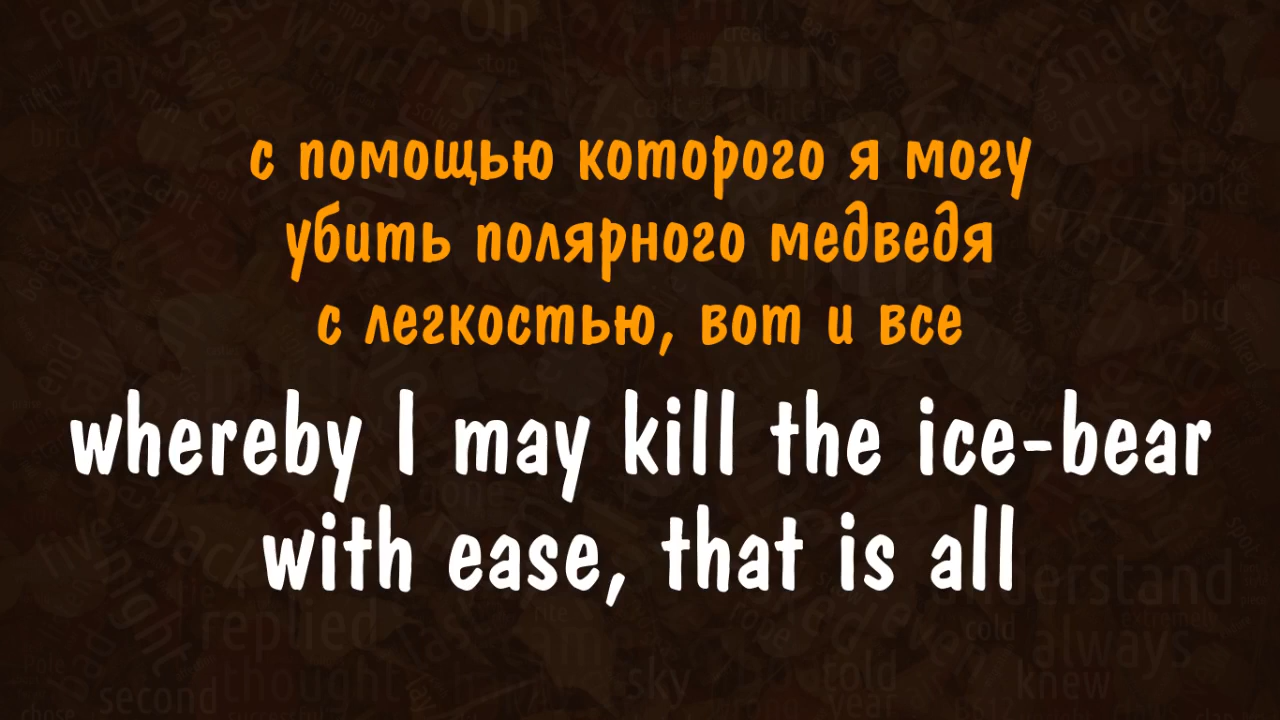 с помощью которого я могу
убить полярного медведя
с легкостью, вот и все
whereby I may kill the ice-bear
with ease, that is all